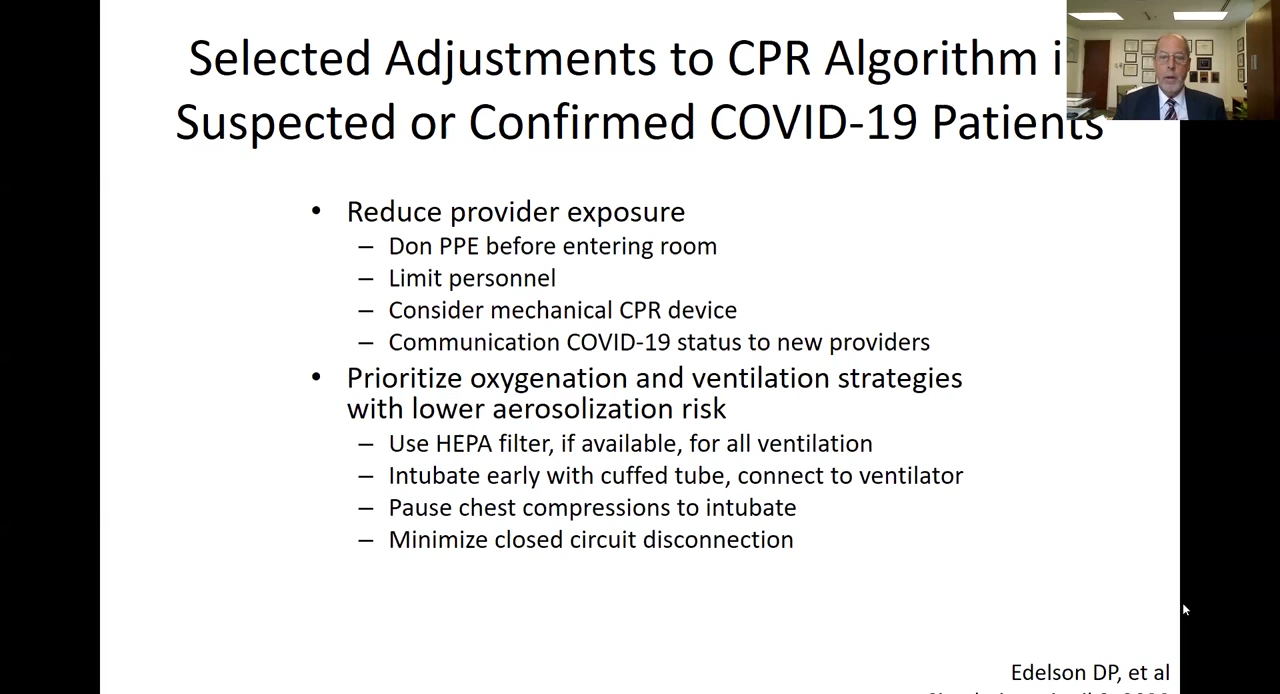 Selected Adjustments to CPR Algorithm i
Suspected or Confirmed COVID-19 Patients
• Reduce provider exposure
– Don PPE before entering room
– Limit personnel
– Consider mechanical CPR device
– Communication COVID-19 status to new providers
• Prioritize oxygenation and ventilation strategies
with lower aerosolization risk
– Use HEPA filter, if available, for all ventilation
– Intubate early with cuffed tube, connect to ventilator
– Pause chest compressions to intubate
– Minimize closed circuit disconnection
Edelson DP, et al